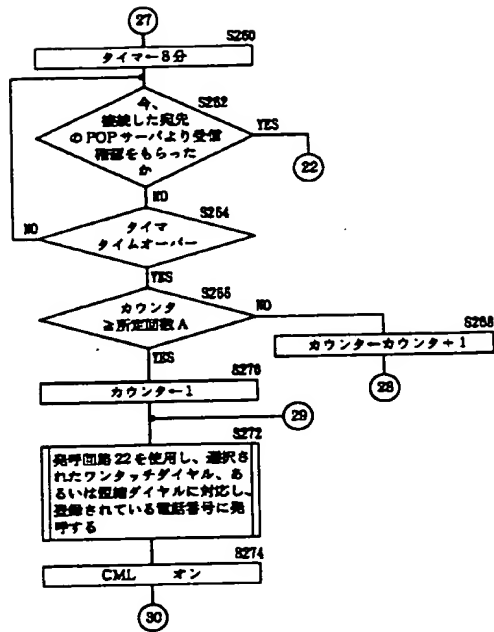 27
S260
タイマー←8分
S262
今、
接続した宛先
のPOPサーバより受信
確認をもらった
か
YES
22
NO
S264
タイマ
タイムオーバー
NO
YES
S266
カウンタ
≧所定回数A
NO
S268
カウンター←カウンタ+1
28
YES
S270
カウンタ←1
29
S272
発呼回路22を使用し、選択さ
れたワンタッチダイヤル、あ
るいは短縮ダイヤルに対応し、
登録されている電話番号に発
呼する
S274
CML オン
30